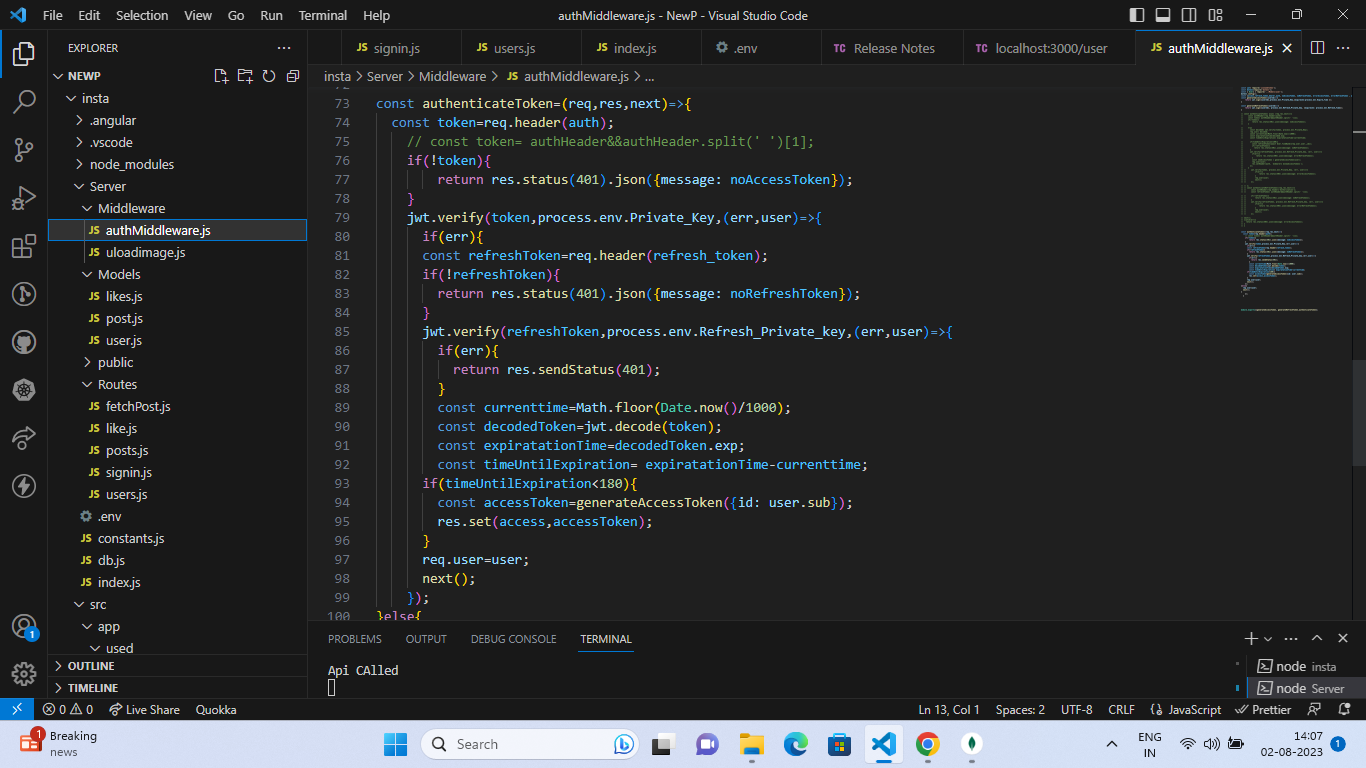 File Edit Selection View Go Run Terminal Help authMiddleware.js - NewP - Visual Studio Code
EXPLORER ...
JS signin.js JS users.js JS index.js .env TC Release Notes TC localhost:3000/user JS authMiddleware.js
insta > Server > Middleware > JS authMiddleware.js > ...
NEWP
insta
.angular
.vscode
node_modules
Server
Middleware
JS authMiddleware.js
JS uloadimage.js
Models
JS likes.js
JS post.js
JS user.js
public
Routes
JS fetchPost.js
JS like.js
JS posts.js
JS signin.js
JS users.js
.env
JS constants.js
JS db.js
JS index.js
src
app
used
OUTLINE
TIMELINE
72
73 const authenticateToken=(req,res,next)=>{
74 const token=req.header(auth);
75 // const token= authHeader&&authHeader.split(' ')[1];
76 if(!token){
77 return res.status(401).json({message: noAccessToken});
78 }
79 jwt.verify(token,process.env.Private_Key,(err,user)=>{
80 if(err){
81 const refreshToken=req.header(refresh_token);
82 if(!refreshToken){
83 return res.status(401).json({message: noRefreshToken});
84 }
85 jwt.verify(refreshToken,process.env.Refresh_Private_key,(err,user)=>{
86 if(err){
87 return res.sendStatus(401);
88 }
89 const currenttime=Math.floor(Date.now()/1000);
90 const decodedToken=jwt.decode(token);
91 const expiratationTime=decodedToken.exp;
92 const timeUntilExpiration= expiratationTime-currenttime;
93 if(timeUntilExpiration<180){
94 const accessToken=generateAccessToken({id: user.sub});
95 res.set(access,accessToken);
96 }
97 req.user=user;
98 next();
99 });
100 }else{
PROBLEMS OUTPUT DEBUG CONSOLE TERMINAL
Api CAlled
node insta
node Server
1
0 0 Live Share Quokka Ln 13, Col 1 Spaces: 2 UTF-8 CRLF {} JavaScript Prettier
1 Breaking
news
Search
ENG
IN
14:07
02-08-2023
1